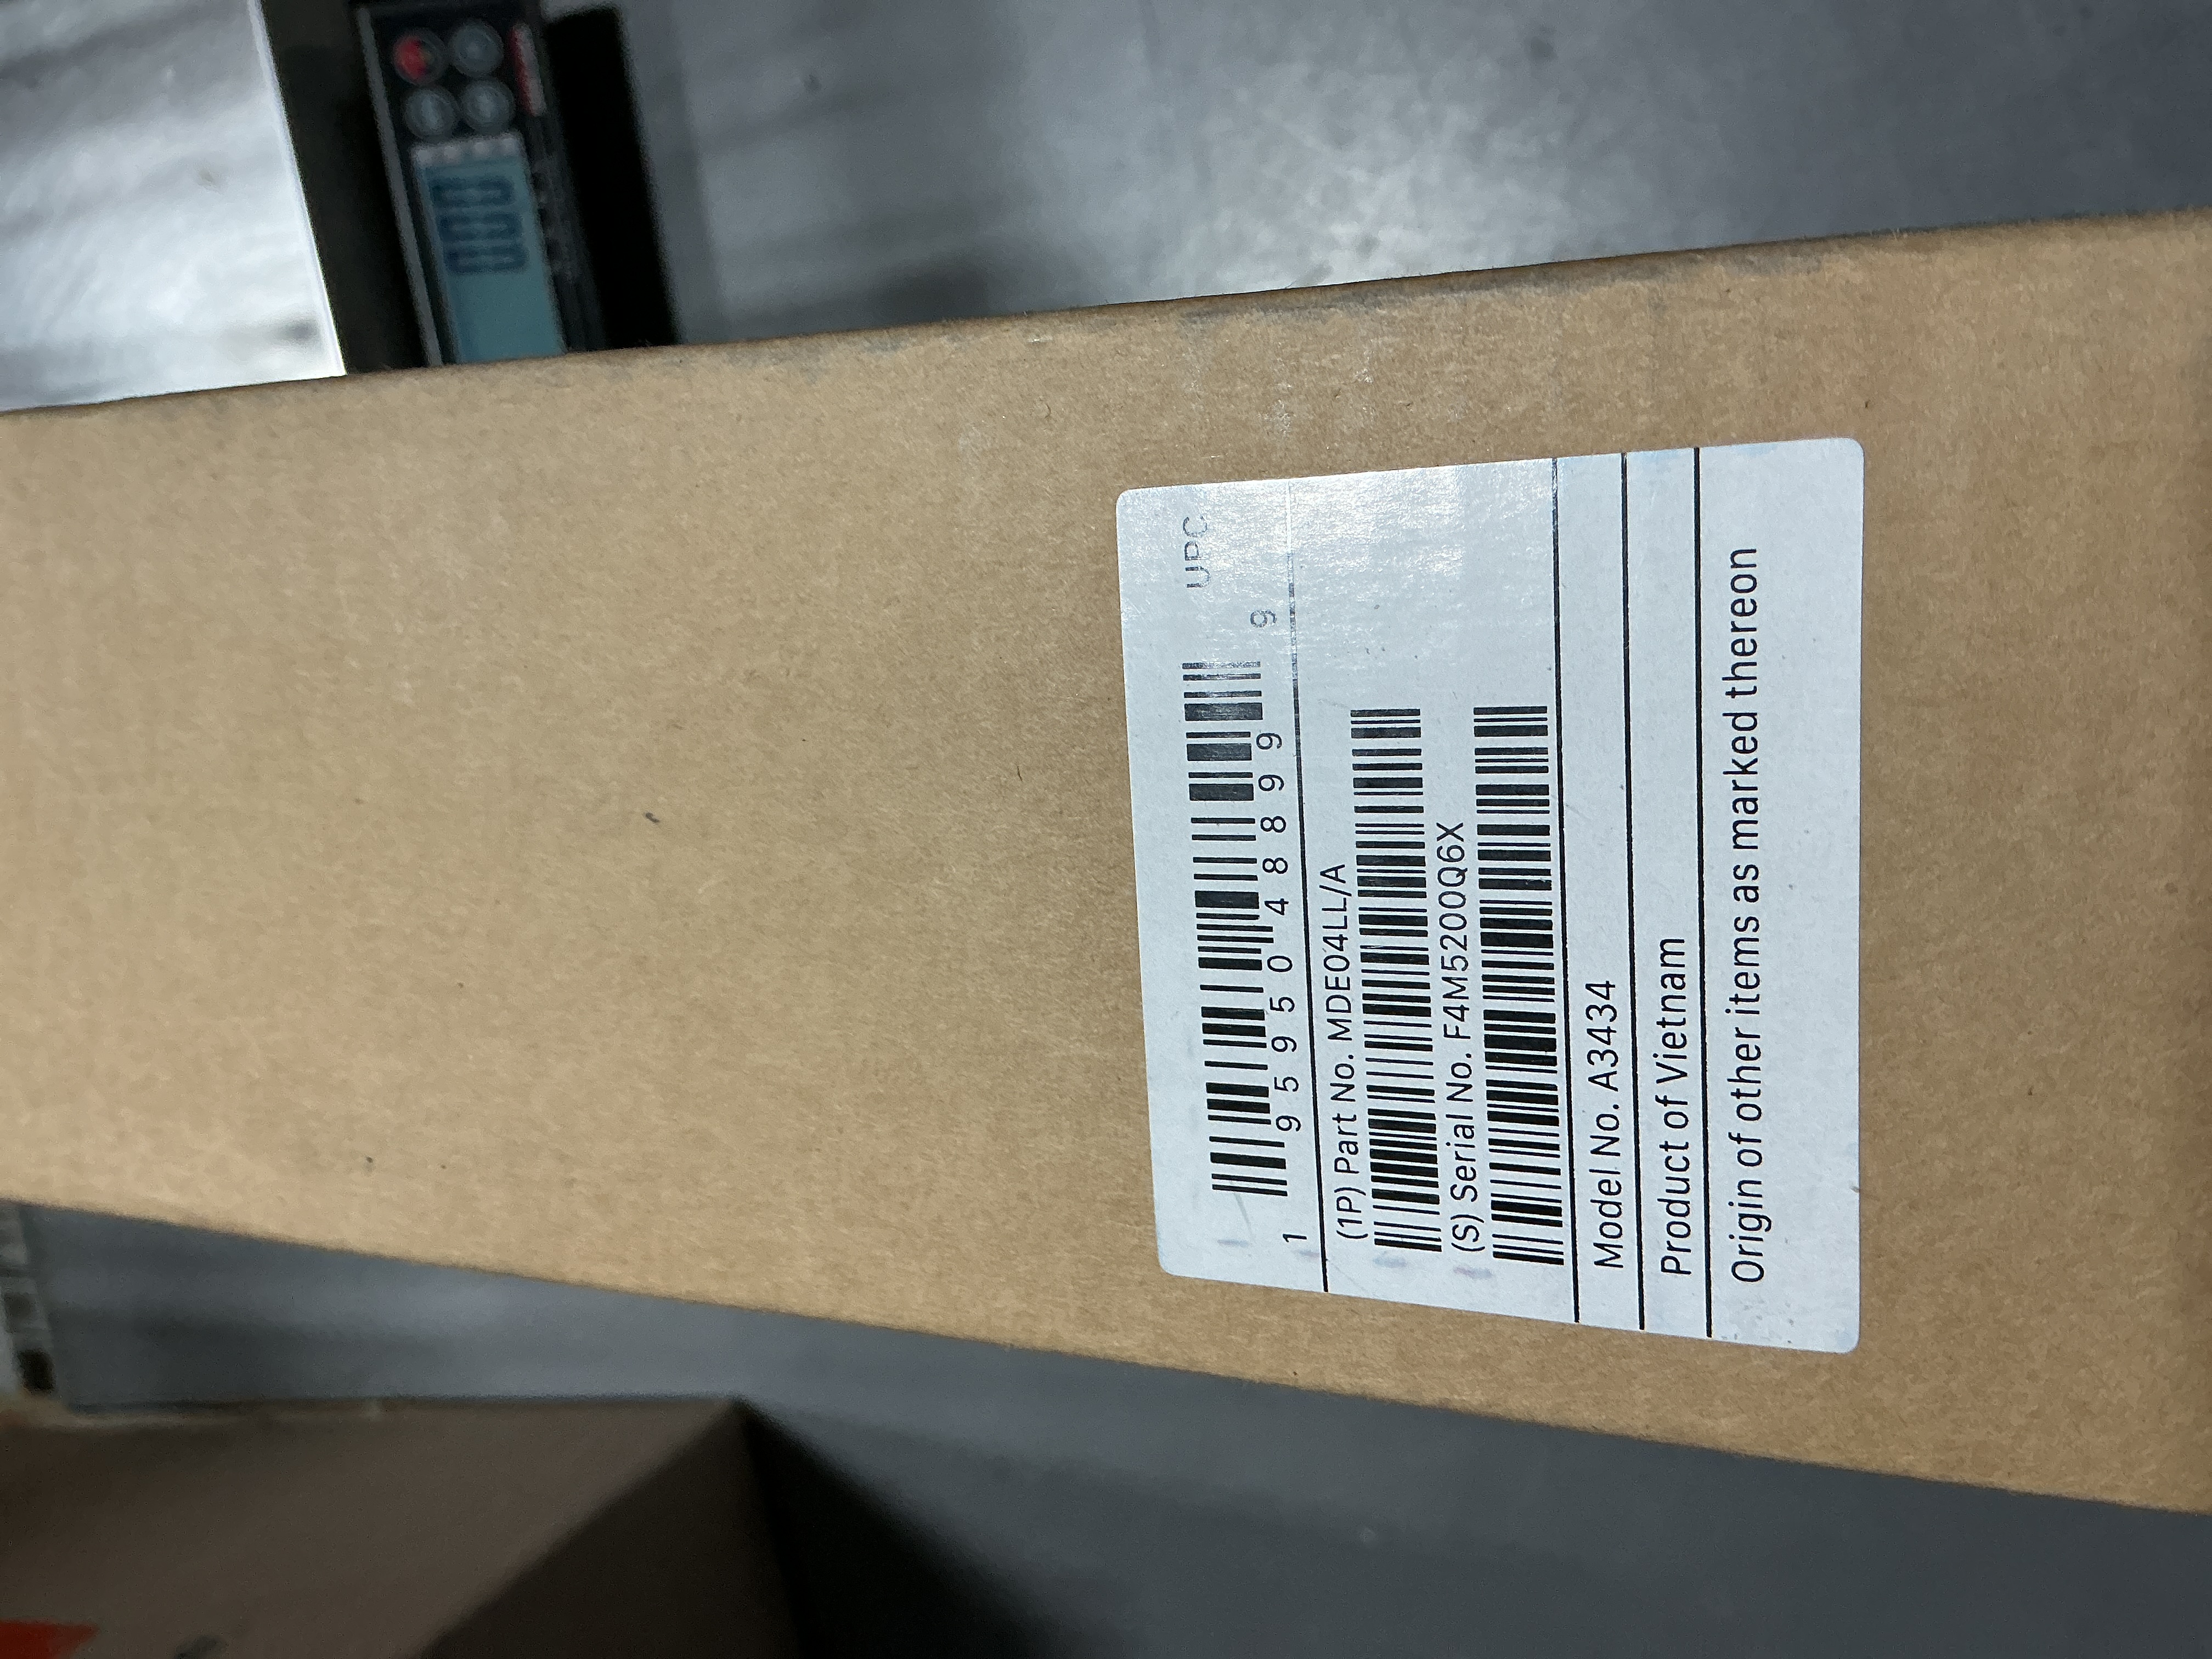 UPC
1 95950 48899 9
(1P) Part No. MDE04LL/A
(S) Serial No. F4M5200Q6X
Model No. A3434
Product of Vietnam
Origin of other items as marked thereon
000